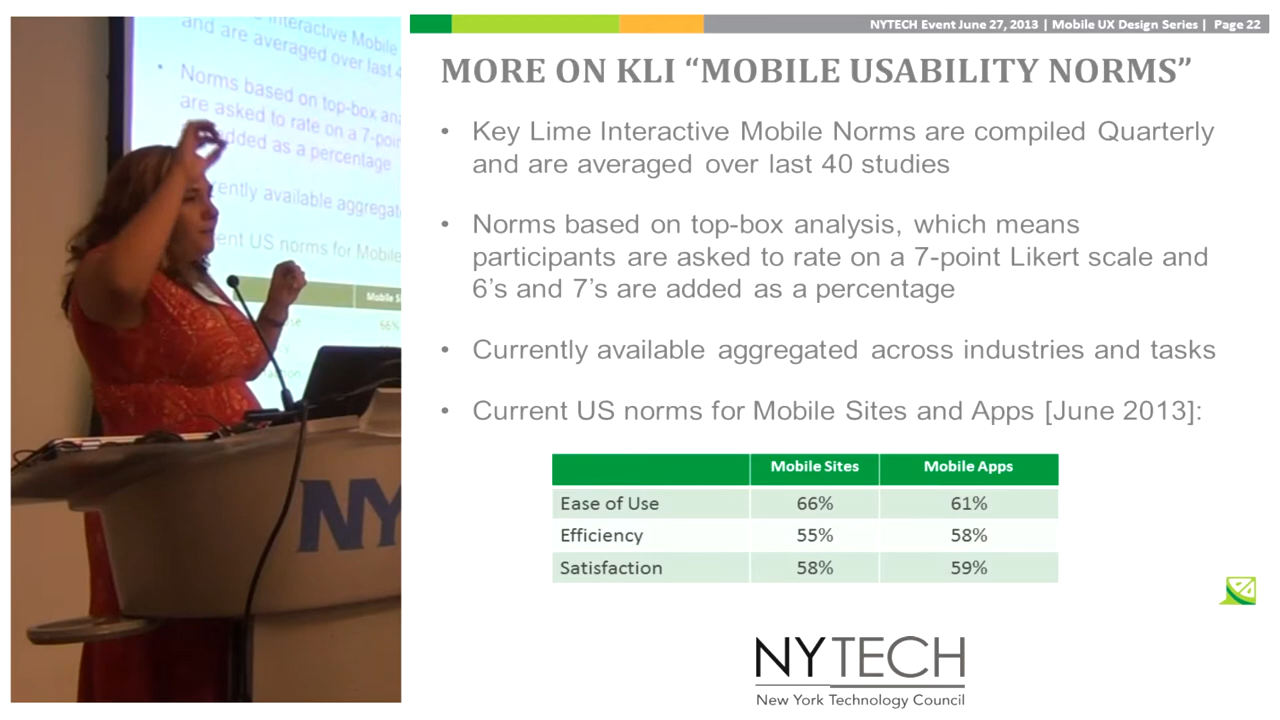 NYTECH Event June 27, 2013 | Mobile UX Design Series | Page 22
MORE ON KLI “MOBILE USABILITY NORMS”
• Key Lime Interactive Mobile Norms are compiled Quarterly
and are averaged over last 40 studies
• Norms based on top-box analysis, which means
participants are asked to rate on a 7-point Likert scale and
6’s and 7’s are added as a percentage
• Currently available aggregated across industries and tasks
• Current US norms for Mobile Sites and Apps [June 2013]:
Mobile Sites Mobile Apps
Ease of Use 66% 61%
Efficiency 55% 58%
Satisfaction 58% 59%
NYTECH
New York Technology Council
Interactive Mobile
and are averaged over last 4
• Norms based on top-box
are asked to rate on a 7-point
as a percentage
available
US norms for Mobile
Mobile
66%
NY